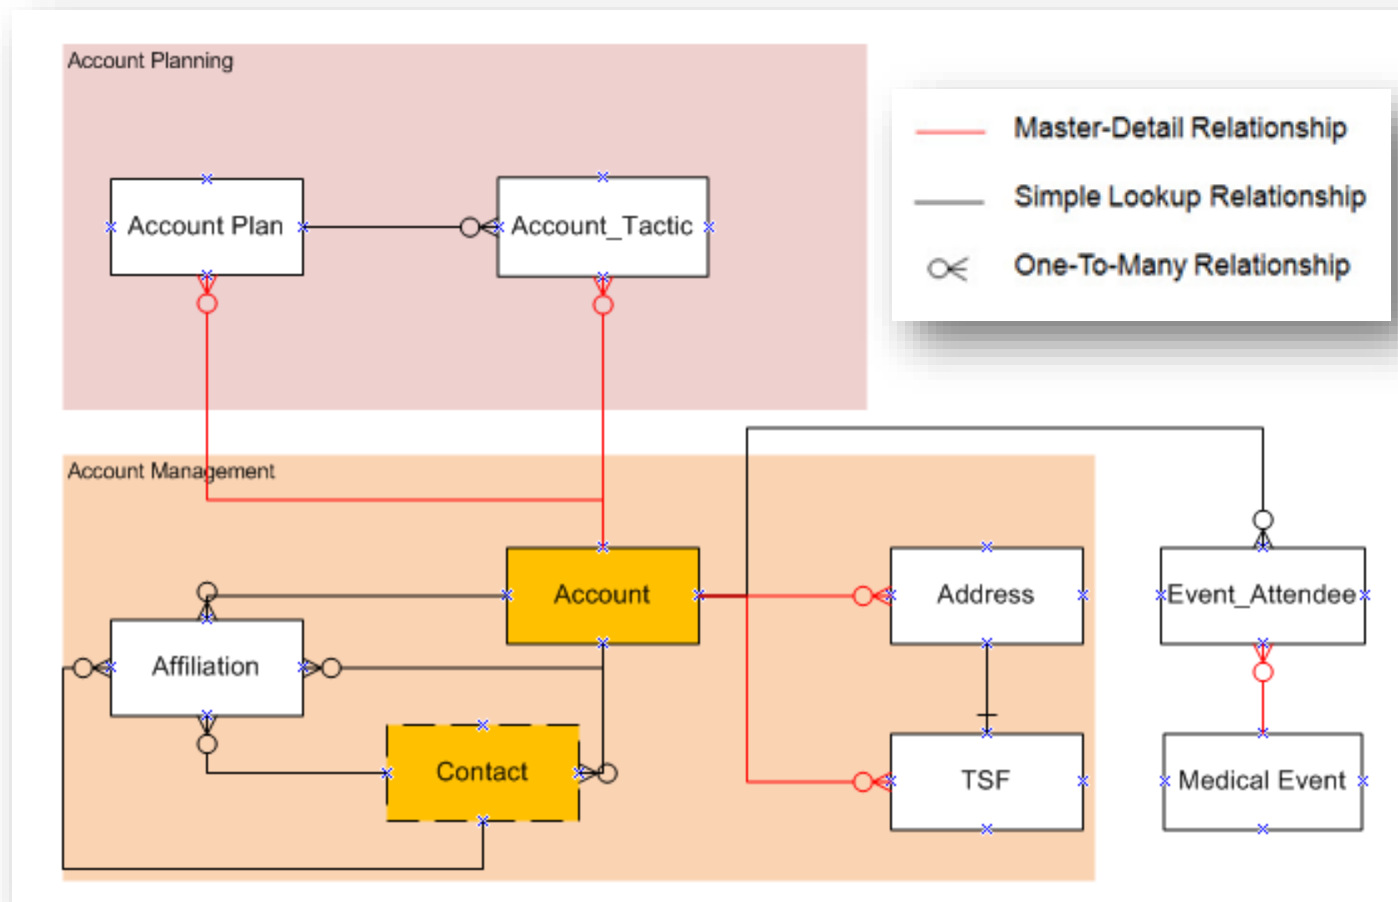 Account Planning
Master-Detail Relationship
Simple Lookup Relationship
One-To-Many Relationship
Account Plan
Account_Tactic
Account Management
Account
Address
Event_Attendee
Affiliation
Contact
TSF
Medical Event